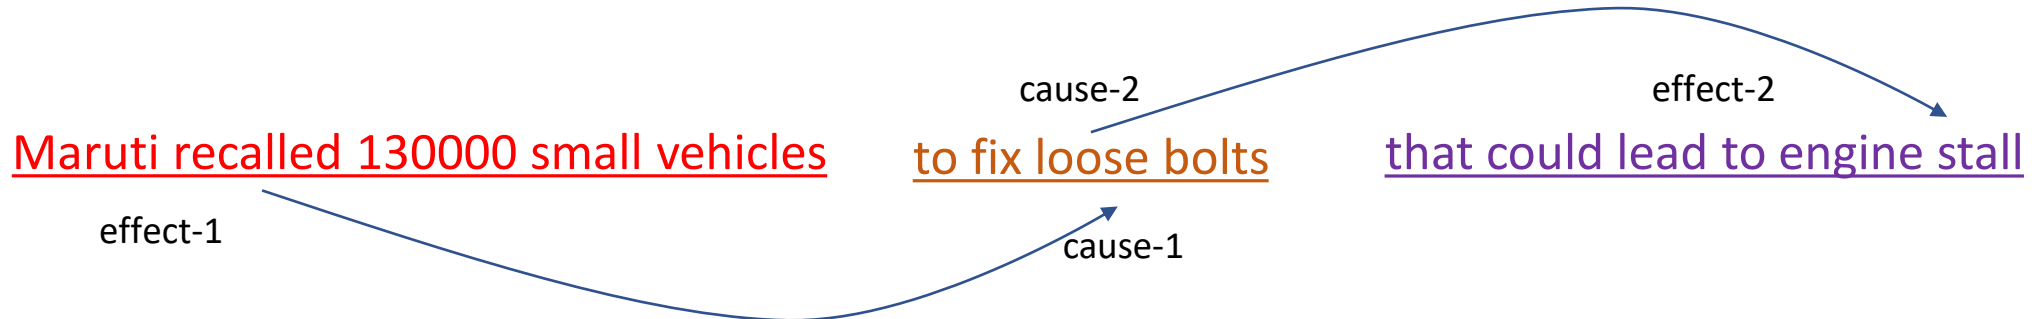 cause-2
effect-2
Maruti recalled 130000 small vehicles to fix loose bolts that could lead to engine stall
effect-1
cause-1